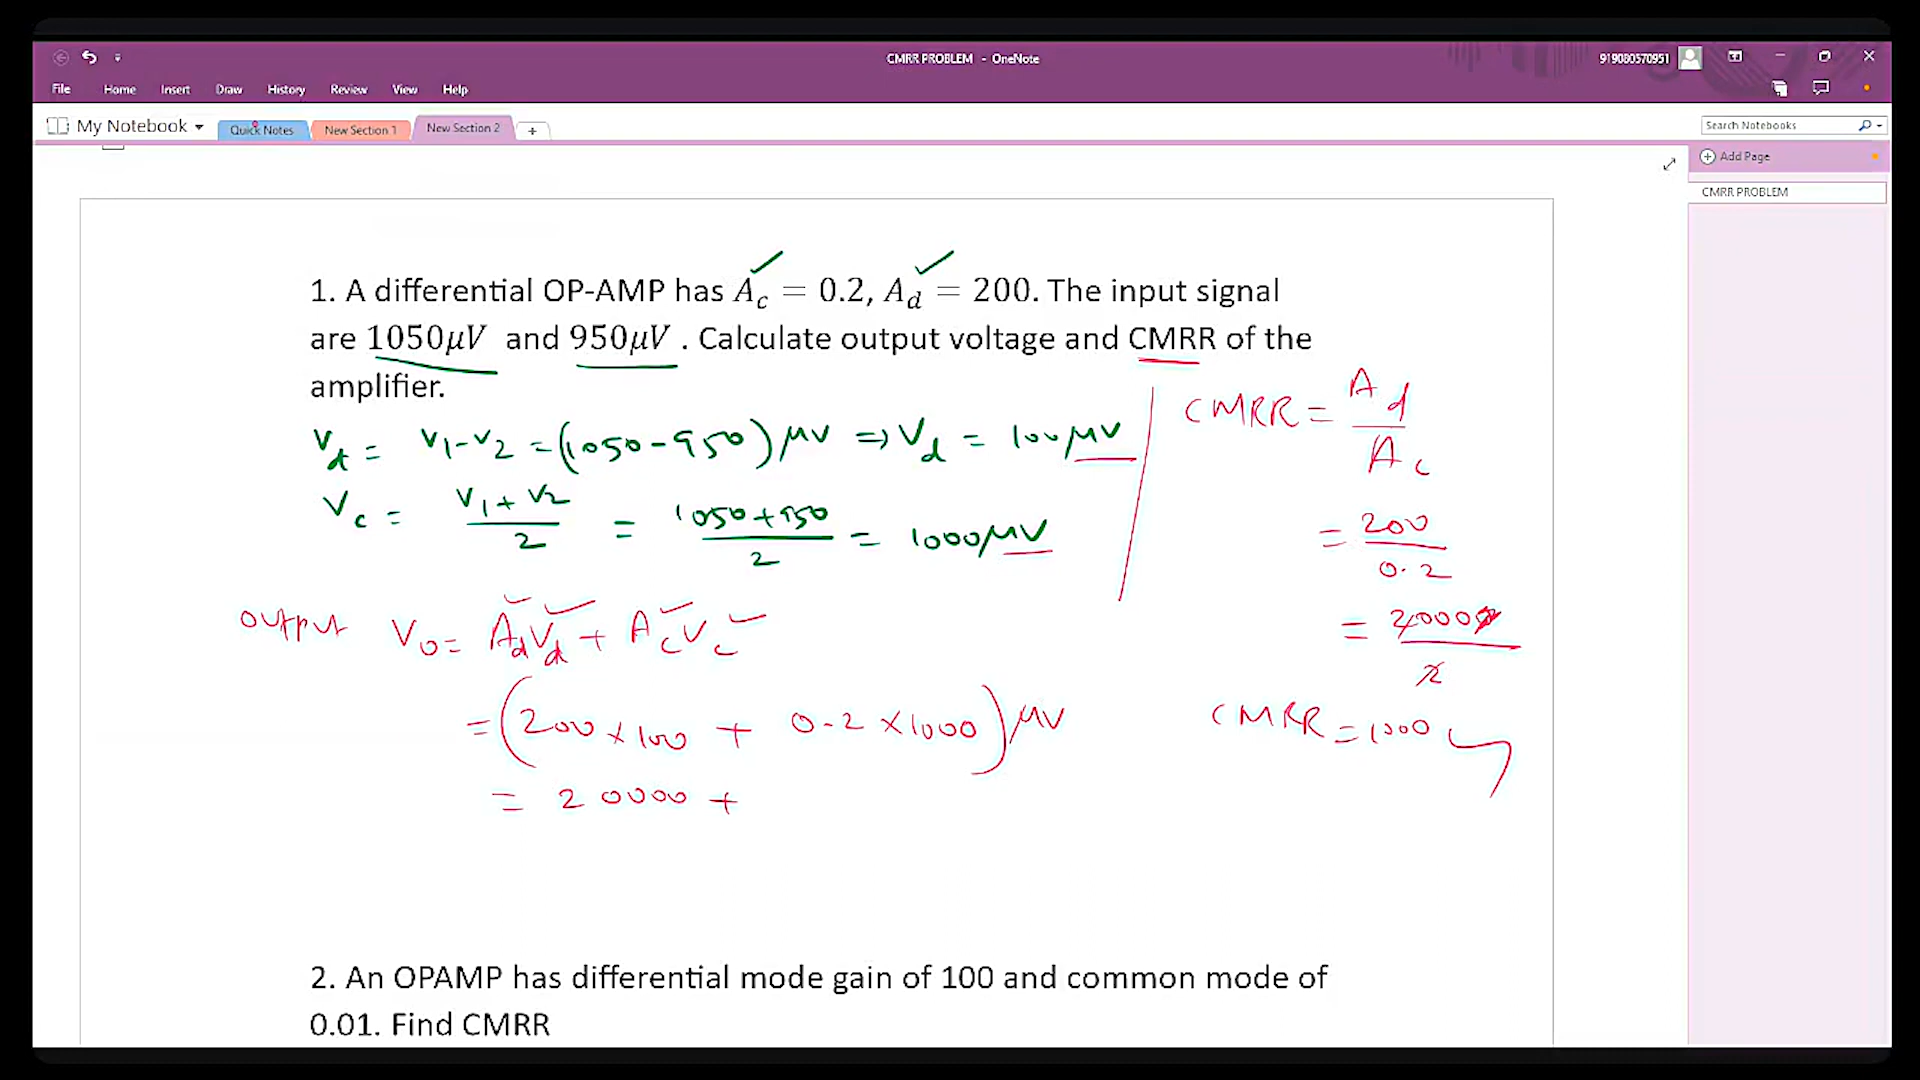 CMRR PROBLEM - OneNote
919080570951
File Home Insert Draw History Review View Help
My Notebook
Quick Notes
New Section 1
New Section 2
+
Search Notebooks
Add Page
CMRR PROBLEM
1. A differential OP-AMP has A_c = 0.2, A_d = 200. The input signal
are 1050μV and 950μV . Calculate output voltage and CMRR of the
amplifier.
V_d = V_1 - V_2 = (1050 - 950) μV ⇒ V_d = 100 μV
V_c = (V_1 + V_2)/2 = (1050 + 950)/2 = 1000 μV
output V_0 = A_d V_d + A_c V_c
= (200 × 100 + 0.2 × 1000) μV
= 20000 +
CMRR = A_d / A_c
= 200 / 0.2
= 20000 / 2
CMRR = 1000
2. An OPAMP has differential mode gain of 100 and common mode of
0.01. Find CMRR